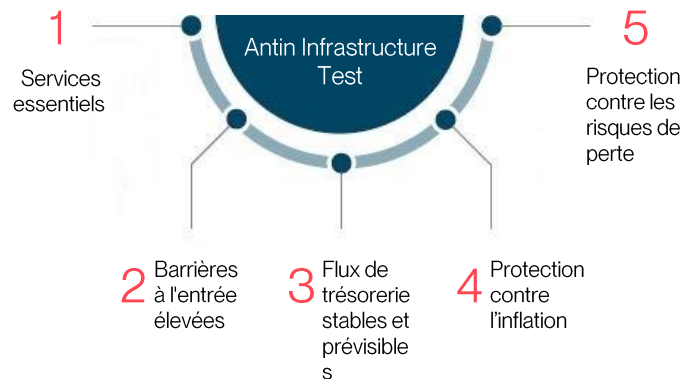 Antin Infrastructure
Test
1
Services
essentiels
2
Barrières
à l'entrée
élevées
3
Flux de
trésorerie
stables et
prévisible
s
4
Protection
contre
l’inflation
5
Protection
contre les
risques de
perte